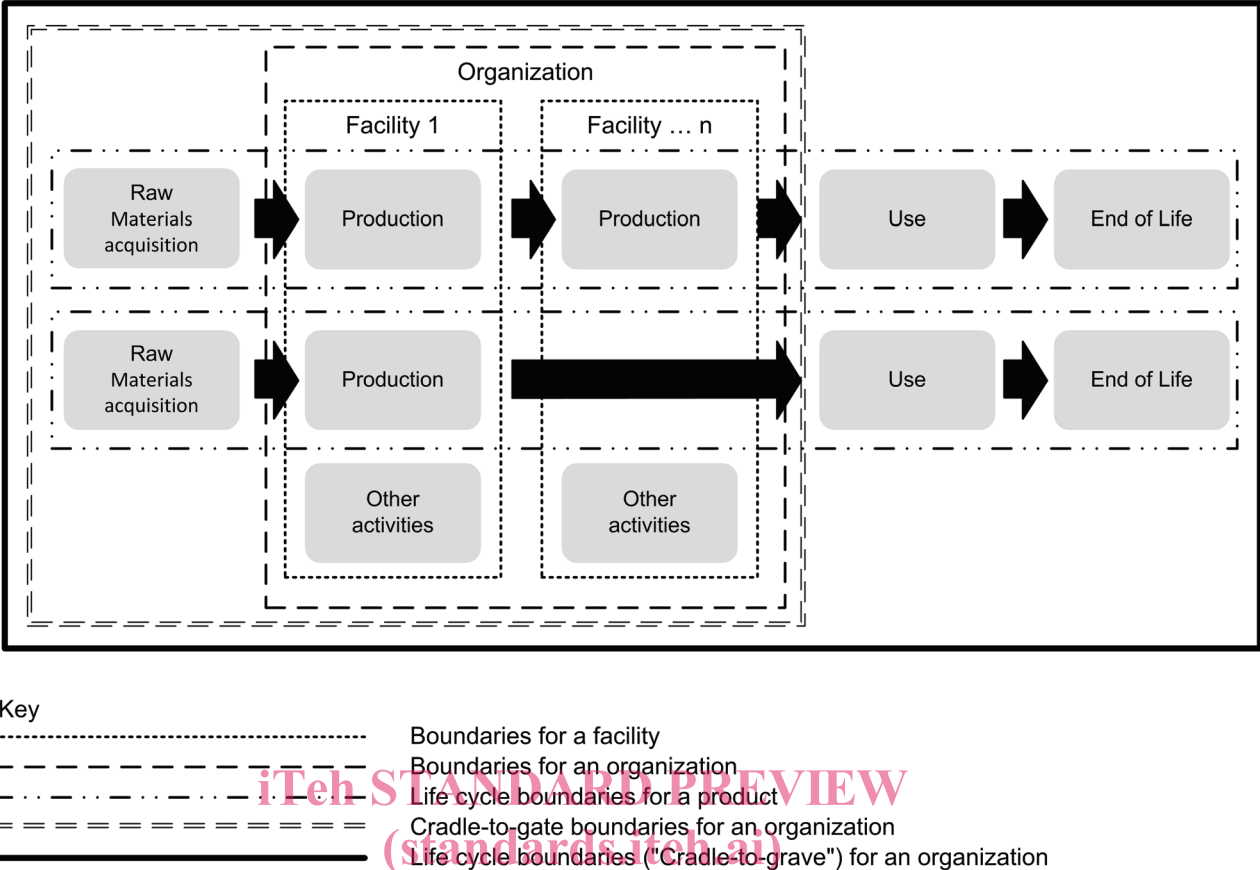 Organization
Facility 1
Facility … n
Raw
Materials
acquisition
Production
Production
Use
End of Life
Raw
Materials
acquisition
Production
Use
End of Life
Other
activities
Other
activities
Key
Boundaries for a facility
Boundaries for an organization
iTeh STANDARD PREVIEW
Life cycle boundaries for a product
Cradle-to-gate boundaries for an organization
(standards.iteh.ai)
Life cycle boundaries ("Cradle-to-grave") for an organization